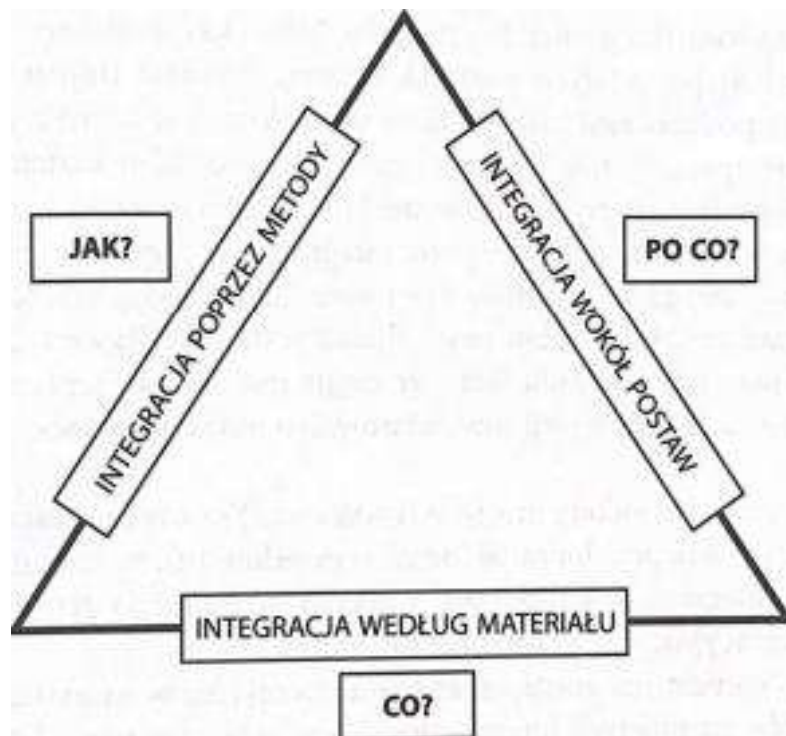 JAK?
INTEGRACJA POPRZEZ METODY
INTEGRACJA WOKÓŁ POSTAW
PO CO?
INTEGRACJA WEDŁUG MATERIAŁU
CO?